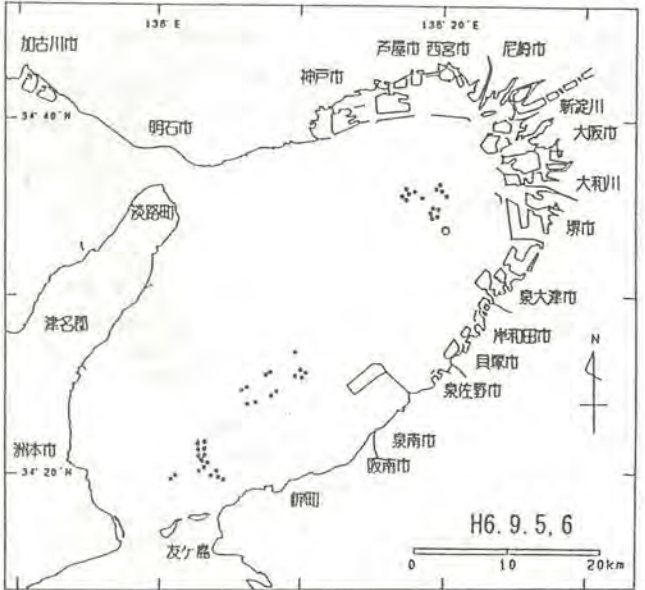 135°E
135°20'E
加古川市
芦屋市 西宮市 尼崎市
神戸市
34°40'N
明石市
新淀川
大阪市
大和川
淡路町
堺市
泉大津市
津名郡
岸和田市
貝塚市
N
泉佐野市
洲本市
泉南市
34°20'N
阪南市
岬町
H6.9.5,6
友ケ島
0 10 20km